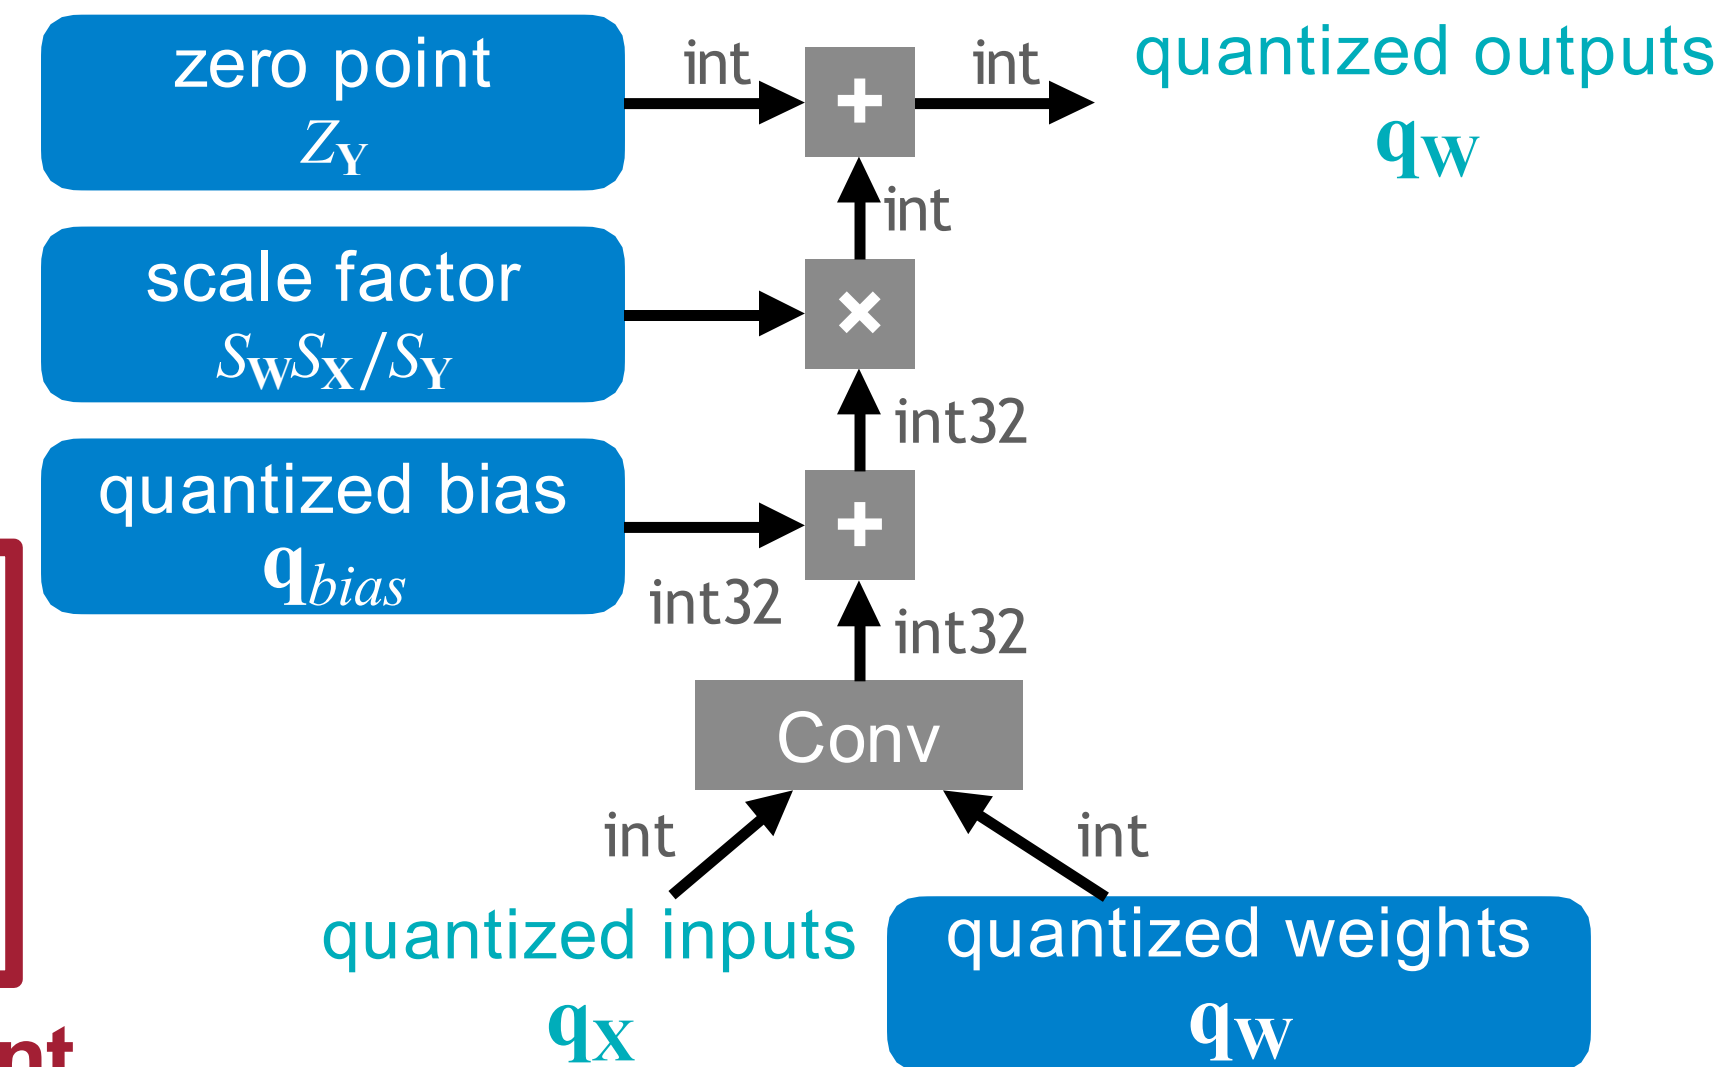 zero point
Z_Y
int
+
int
quantized outputs
q_W
int
scale factor
S_W S_X / S_Y
×
int32
quantized bias
q_bias
+
int32
int32
Conv
int
int
quantized inputs
q_X
quantized weights
q_W
nt